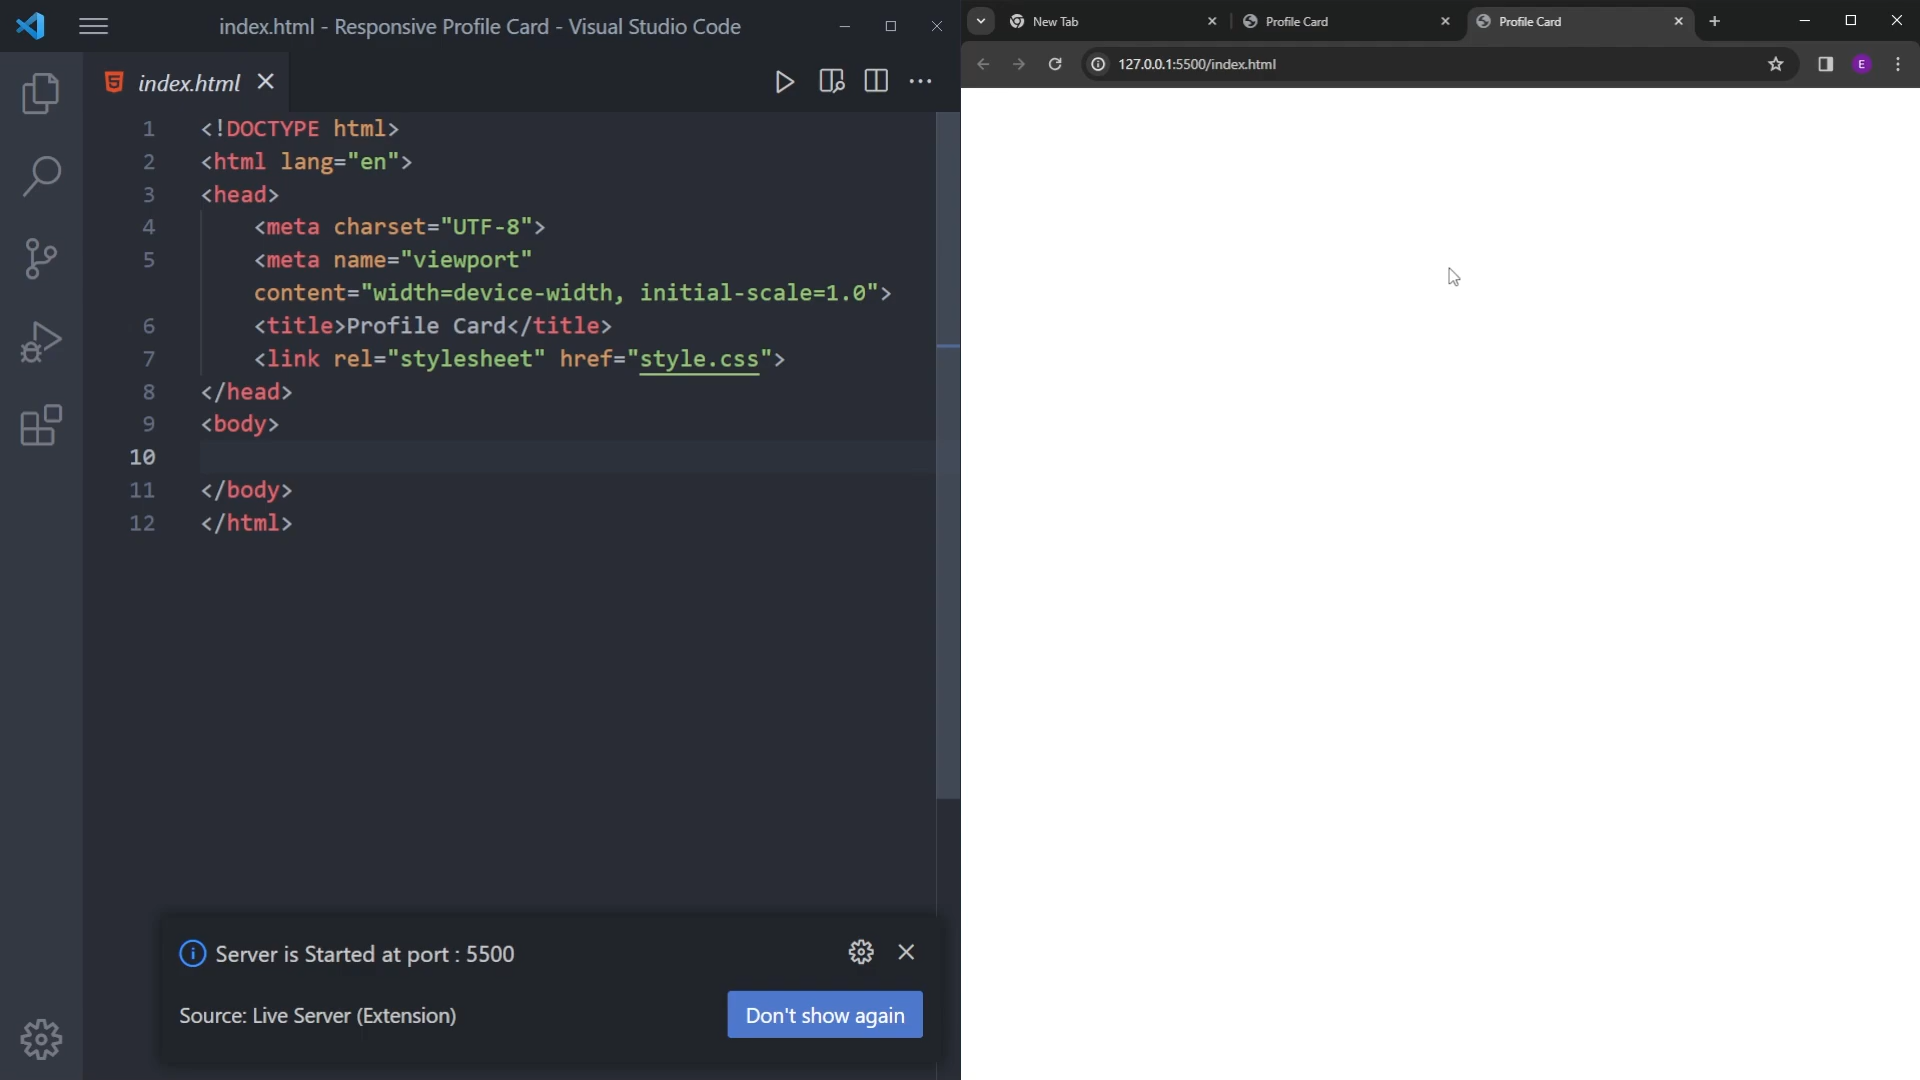 index.html - Responsive Profile Card - Visual Studio Code
index.html
1 <!DOCTYPE html>
2 <html lang="en">
3 <head>
4 <meta charset="UTF-8">
5 <meta name="viewport"
content="width=device-width, initial-scale=1.0">
6 <title>Profile Card</title>
7 <link rel="stylesheet" href="style.css">
8 </head>
9 <body>
10
11 </body>
12 </html>
Server is Started at port : 5500
Source: Live Server (Extension)
Don't show again
New Tab
Profile Card
Profile Card
127.0.0.1:5500/index.html
E